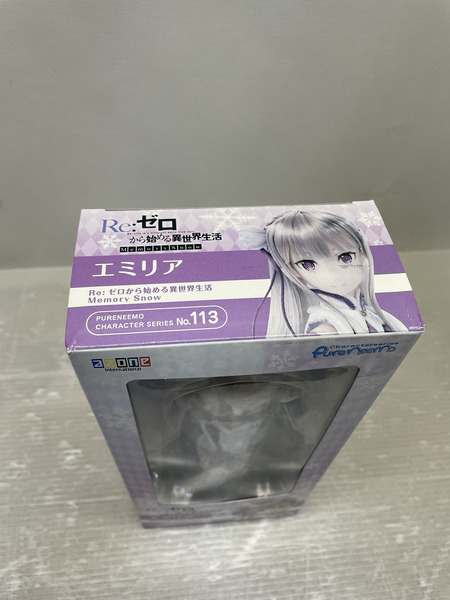 Re:ゼロ
から始める異世界生活
Memory Snow
エミリア
Re:ゼロから始める異世界生活
Memory Snow
PURENEEMO
CHARACTER SERIES No.113
azone
international
Characterseries
PureNeemo